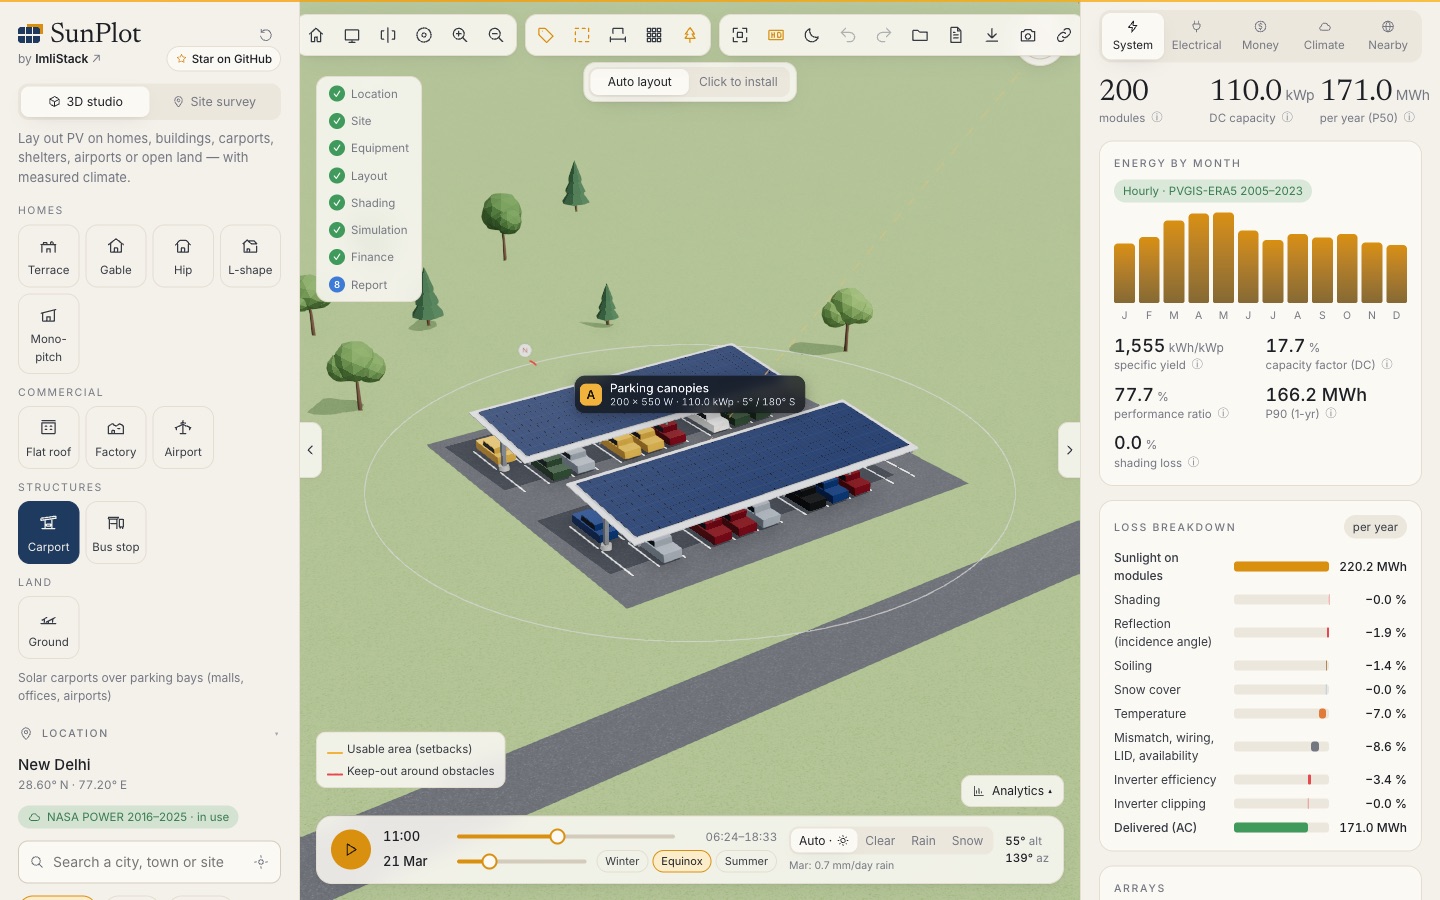 SunPlot
by ImliStack ↗
Star on GitHub
3D studio
Site survey
Lay out PV on homes, buildings, carports,
shelters, airports or open land — with
measured climate.
HOMES
Terrace
Gable
Hip
L-shape
Mono-
pitch
COMMERCIAL
Flat roof
Factory
Airport
STRUCTURES
Carport
Bus stop
LAND
Ground
Solar carports over parking bays (malls,
offices, airports)
LOCATION
New Delhi
28.60° N · 77.20° E
NASA POWER 2016–2025 · in use
Search a city, town or site
HD
Auto layout
Click to install
Location
Site
Equipment
Layout
Shading
Simulation
Finance
8 Report
N
A
Parking canopies
200 × 550 W · 110.0 kWp · 5° / 180° S
Usable area (setbacks)
Keep-out around obstacles
Analytics
11:00
06:24–18:33
21 Mar
Winter
Equinox
Summer
Auto ·
Clear
Rain
Snow
Mar: 0.7 mm/day rain
55° alt
139° az
System
Electrical
Money
Climate
Nearby
200
modules
110.0 kWp
DC capacity
171.0 MWh
per year (P50)
ENERGY BY MONTH
Hourly · PVGIS-ERA5 2005–2023
J F M A M J J A S O N D
1,555 kWh/kWp
specific yield
17.7 %
capacity factor (DC)
77.7 %
performance ratio
166.2 MWh
P90 (1-yr)
0.0 %
shading loss
LOSS BREAKDOWN
per year
Sunlight on
modules
220.2 MWh
Shading −0.0 %
Reflection
(incidence angle)
−1.9 %
Soiling −1.4 %
Snow cover −0.0 %
Temperature −7.0 %
Mismatch, wiring,
LID, availability
−8.6 %
Inverter efficiency −3.4 %
Inverter clipping −0.0 %
Delivered (AC) 171.0 MWh
ARRAYS